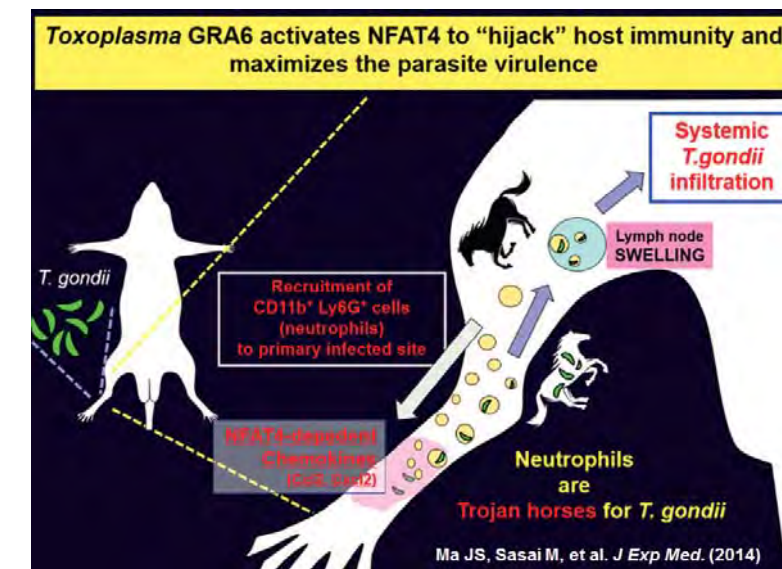 Toxoplasma GRA6 activates NFAT4 to “hijack” host immunity and
maximizes the parasite virulence
Systemic
T.gondii
infiltration
T. gondii
Lymph node
SWELLING
Recruitment of
CD11b⁺ Ly6G⁺ cells
(neutrophils)
to primary infected site
NFAT4-depedent
Chemokines
Neutrophils
are
Trojan horses for T. gondii
Ma JS, Sasai M, et al. J Exp Med. (2014)